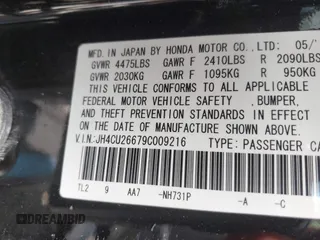 MFD. IN JAPAN BY HONDA MOTOR CO.,LTD. 05/
GVWR 4475LBS GAWR F 2410LBS R 2090LBS
GVWR 2030KG GAWR F 1095KG R 950KG
THIS VEHICLE CONFORMS TO ALL APPLICABLE
FEDERAL MOTOR VEHICLE SAFETY ,BUMPER,
AND THEFT PREVENTION STANDARDS IN
EFFECT ON THE DATE OF MANUFACTURE
SHOWN ABOVE.
V.I.N: JH4CU26679C009216 TYPE: PASSENGER CA
TL2 9 AA7 -NH731P -A -C
DREAMBID